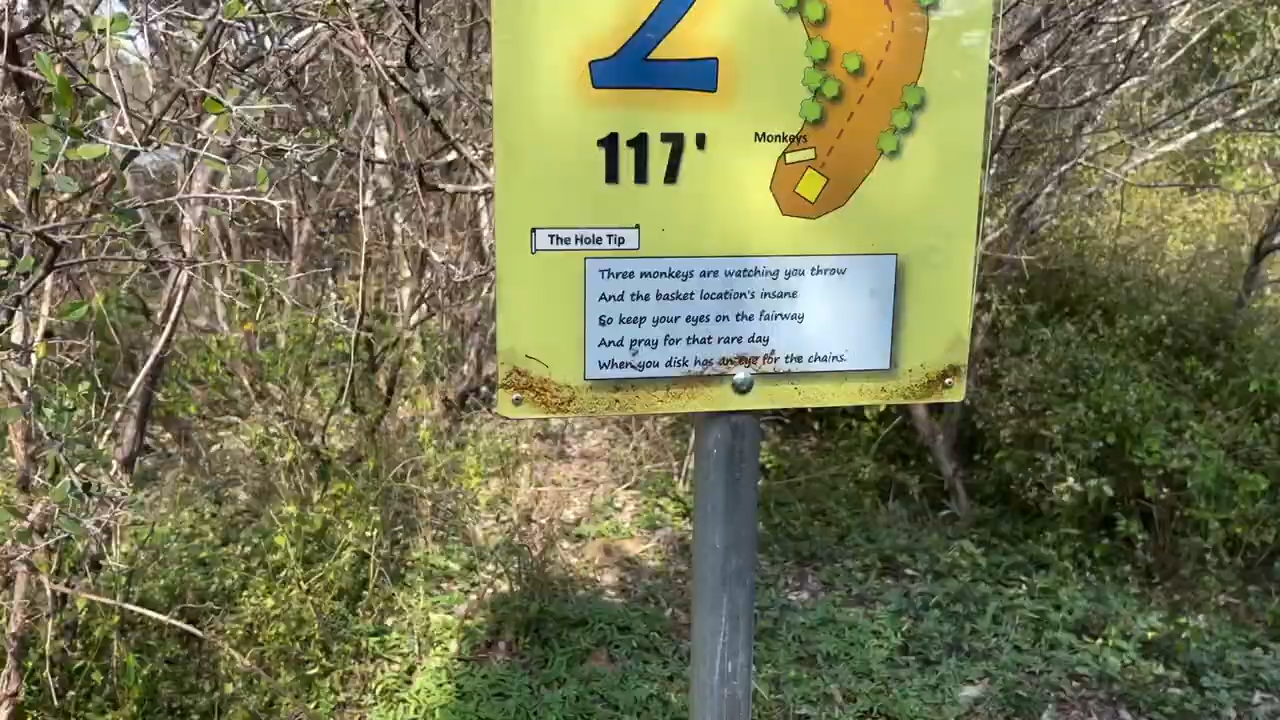 2
117'
Monkeys
The Hole Tip
Three monkeys are watching you throw
And the basket location's insane
So keep your eyes on the fairway
And pray for that rare day
When you disk has an eye for the chains.